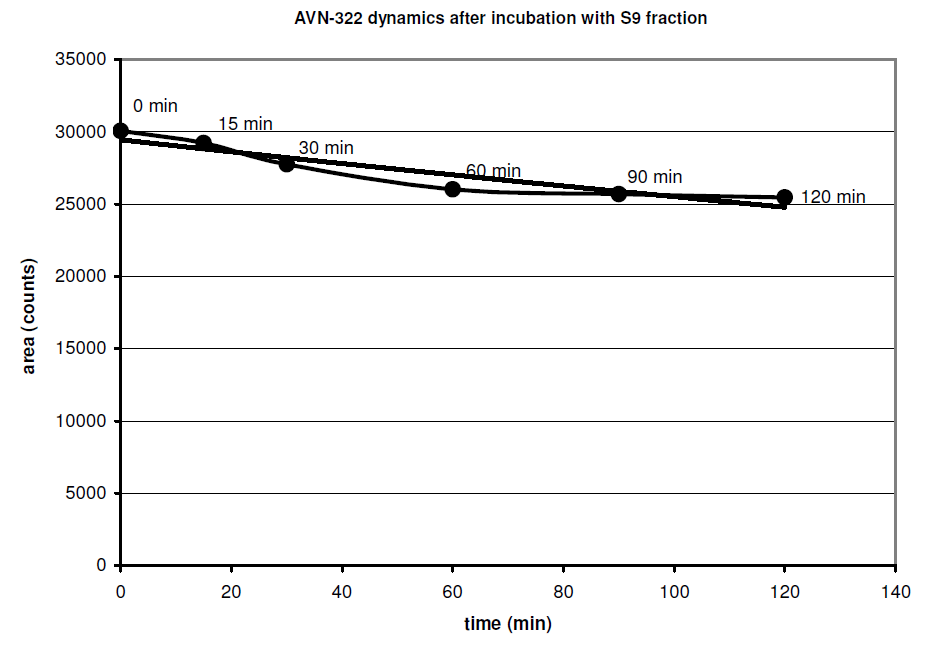 AVN-322 dynamics after incubation with S9 fraction
35000
30000
25000
20000
15000
10000
5000
0
area (counts)
0 min
15 min
30 min
60 min
90 min
120 min
0 20 40 60 80 100 120 140
time (min)